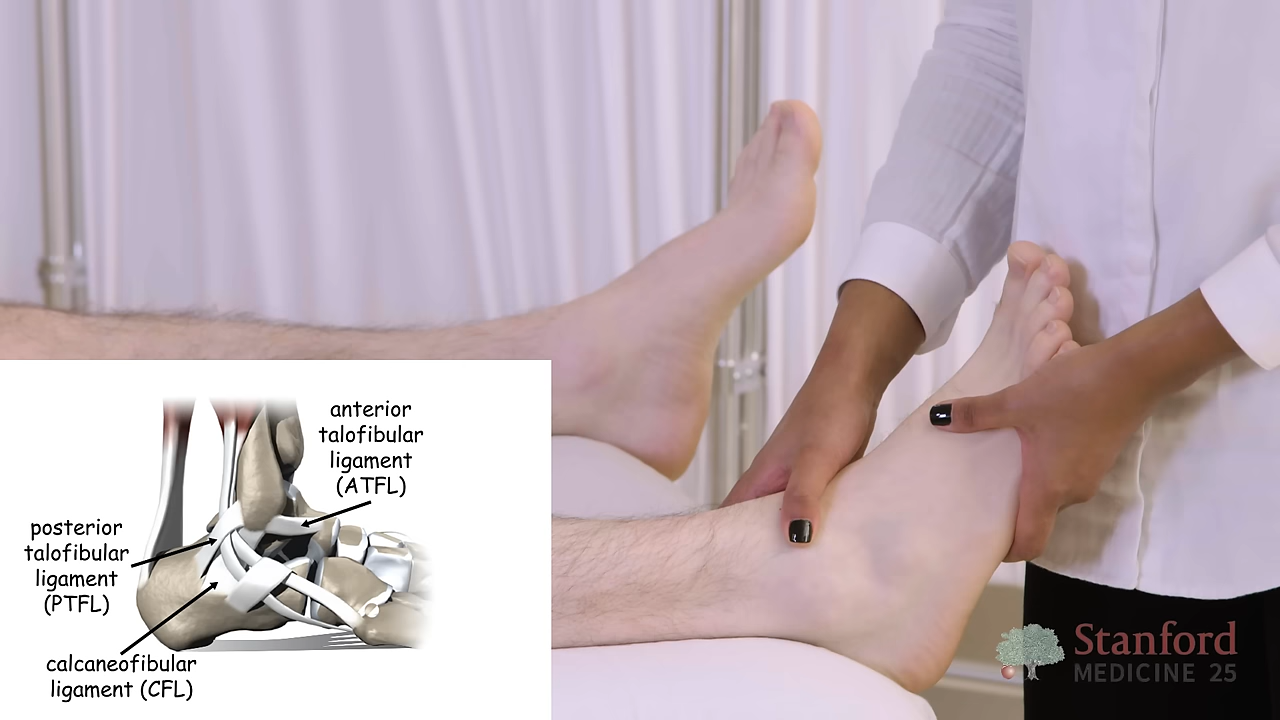 anterior
talofibular
ligament
(ATFL)
posterior
talofibular
ligament
(PTFL)
calcaneofibular
ligament (CFL)
Stanford
MEDICINE 25